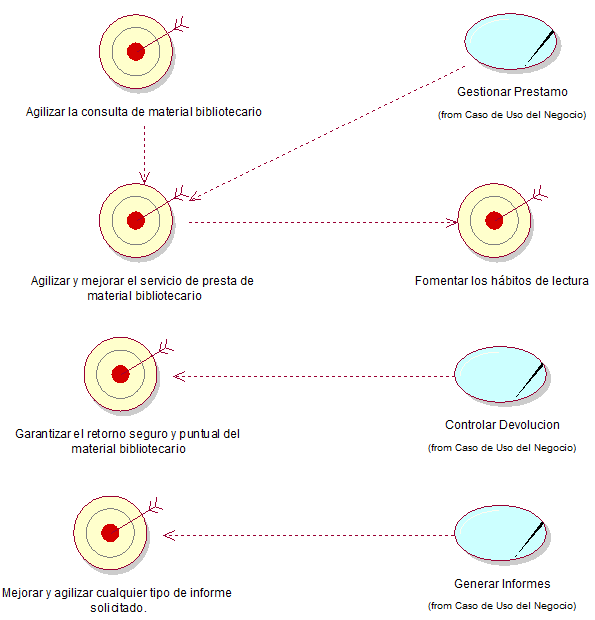 Agilizar la consulta de material bibliotecario
Gestionar Prestamo
(from Caso de Uso del Negocio)
Agilizar y mejorar el servicio de presta de
material bibliotecario
Fomentar los hábitos de lectura
Garantizar el retorno seguro y puntual del
material bibliotecario
Controlar Devolucion
(from Caso de Uso del Negocio)
Mejorar y agilizar cualquier tipo de informe
solicitado.
Generar Informes
(from Caso de Uso del Negocio)